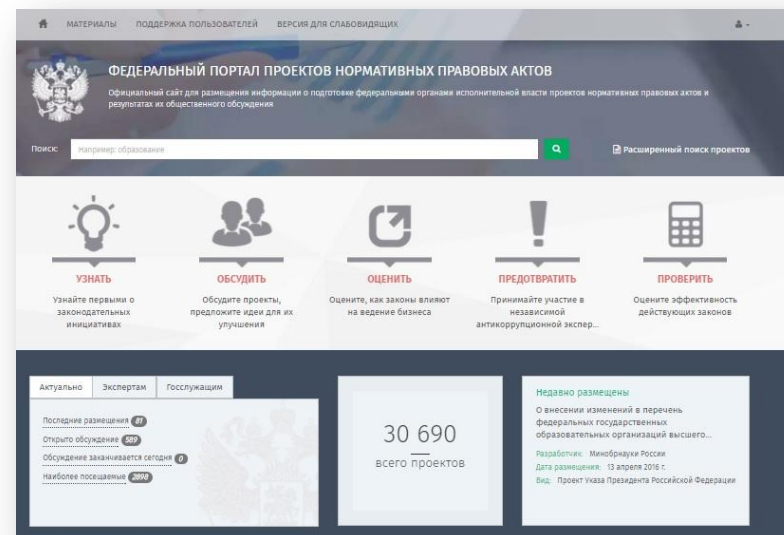 МАТЕРИАЛЫ ПОДДЕРЖКА ПОЛЬЗОВАТЕЛЕЙ ВЕРСИЯ ДЛЯ СЛАБОВИДЯЩИХ
ФЕДЕРАЛЬНЫЙ ПОРТАЛ ПРОЕКТОВ НОРМАТИВНЫХ ПРАВОВЫХ АКТОВ
Официальный сайт для размещения информации о подготовке федеральными органами исполнительной власти проектов нормативных правовых актов и
результатах их общественного обсуждения
Поиск: Например: образование Расширенный поиск проектов
УЗНАТЬ
Узнайте первыми о
законодательных
инициативах
ОБСУДИТЬ
Обсудите проекты,
предложите идеи для их
улучшения
ОЦЕНИТЬ
Оцените, как законы влияют
на ведение бизнеса
ПРЕДОТВРАТИТЬ
Принимайте участие в
независимой
антикоррупционной экспер...
ПРОВЕРИТЬ
Оцените эффективность
действующих законов
Актуально Экспертам Госслужащим
Последние размещения 81
Открыто обсуждение 589
Обсуждение заканчивается сегодня 0
Наиболее посещаемые 2898
30 690
всего проектов
Недавно размещены
О внесении изменений в перечень
федеральных государственных
образовательных организаций высшего...
Разработчик: Минобрнауки России
Дата размещения: 13 апреля 2016 г.
Вид: Проект Указа Президента Российской Федерации